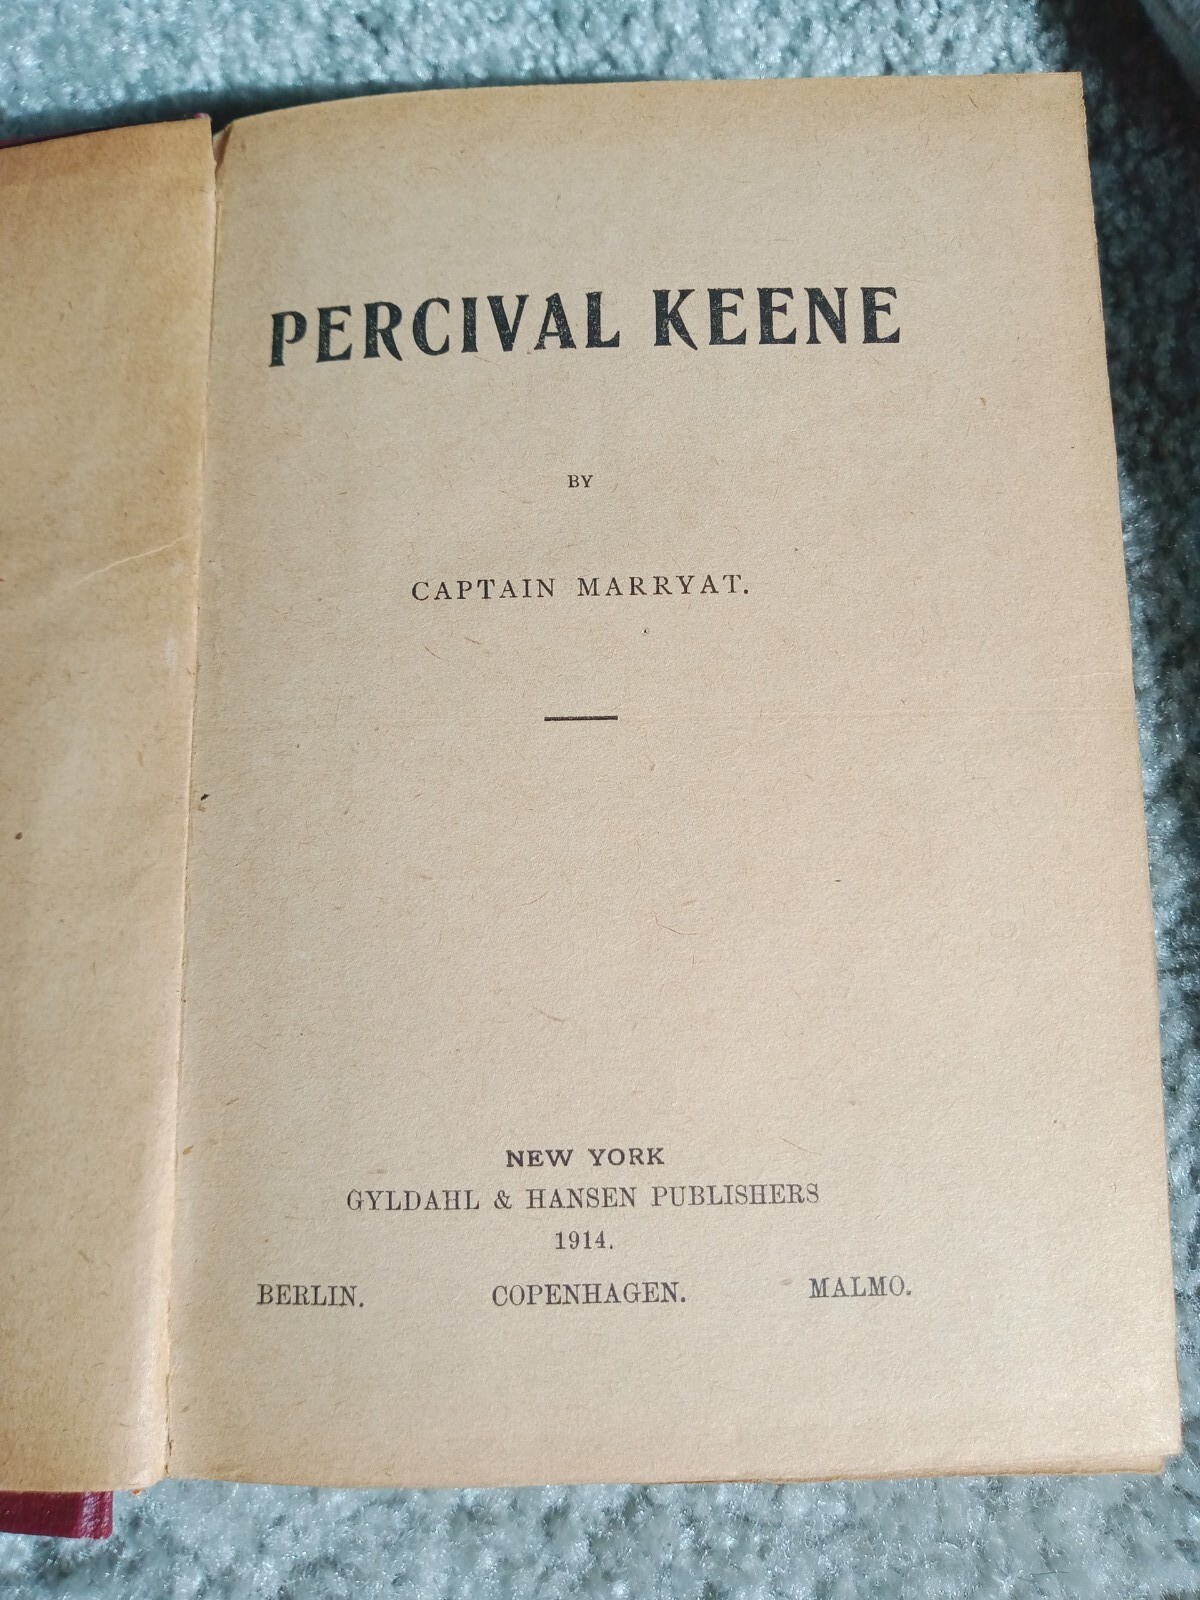 PERCIVAL KEENE
BY
CAPTAIN MARRYAT.
NEW YORK
GYLDAHL & HANSEN PUBLISHERS
1914.
BERLIN. COPENHAGEN. MALMO.